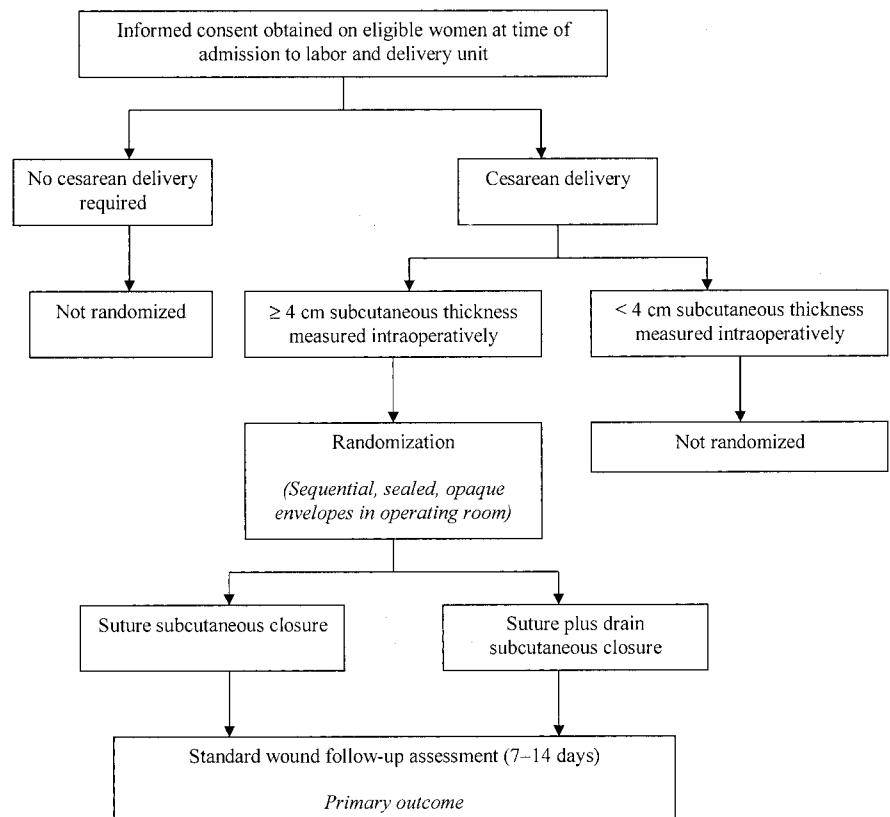 Informed consent obtained on eligible women at time of
admission to labor and delivery unit
No cesarean delivery
required
Cesarean delivery
Not randomized
≥ 4 cm subcutaneous thickness
measured intraoperatively
< 4 cm subcutaneous thickness
measured intraoperatively
Randomization
(Sequential, sealed, opaque
envelopes in operating room)
Not randomized
Suture subcutaneous closure
Suture plus drain
subcutaneous closure
Standard wound follow-up assessment (7–14 days)
Primary outcome